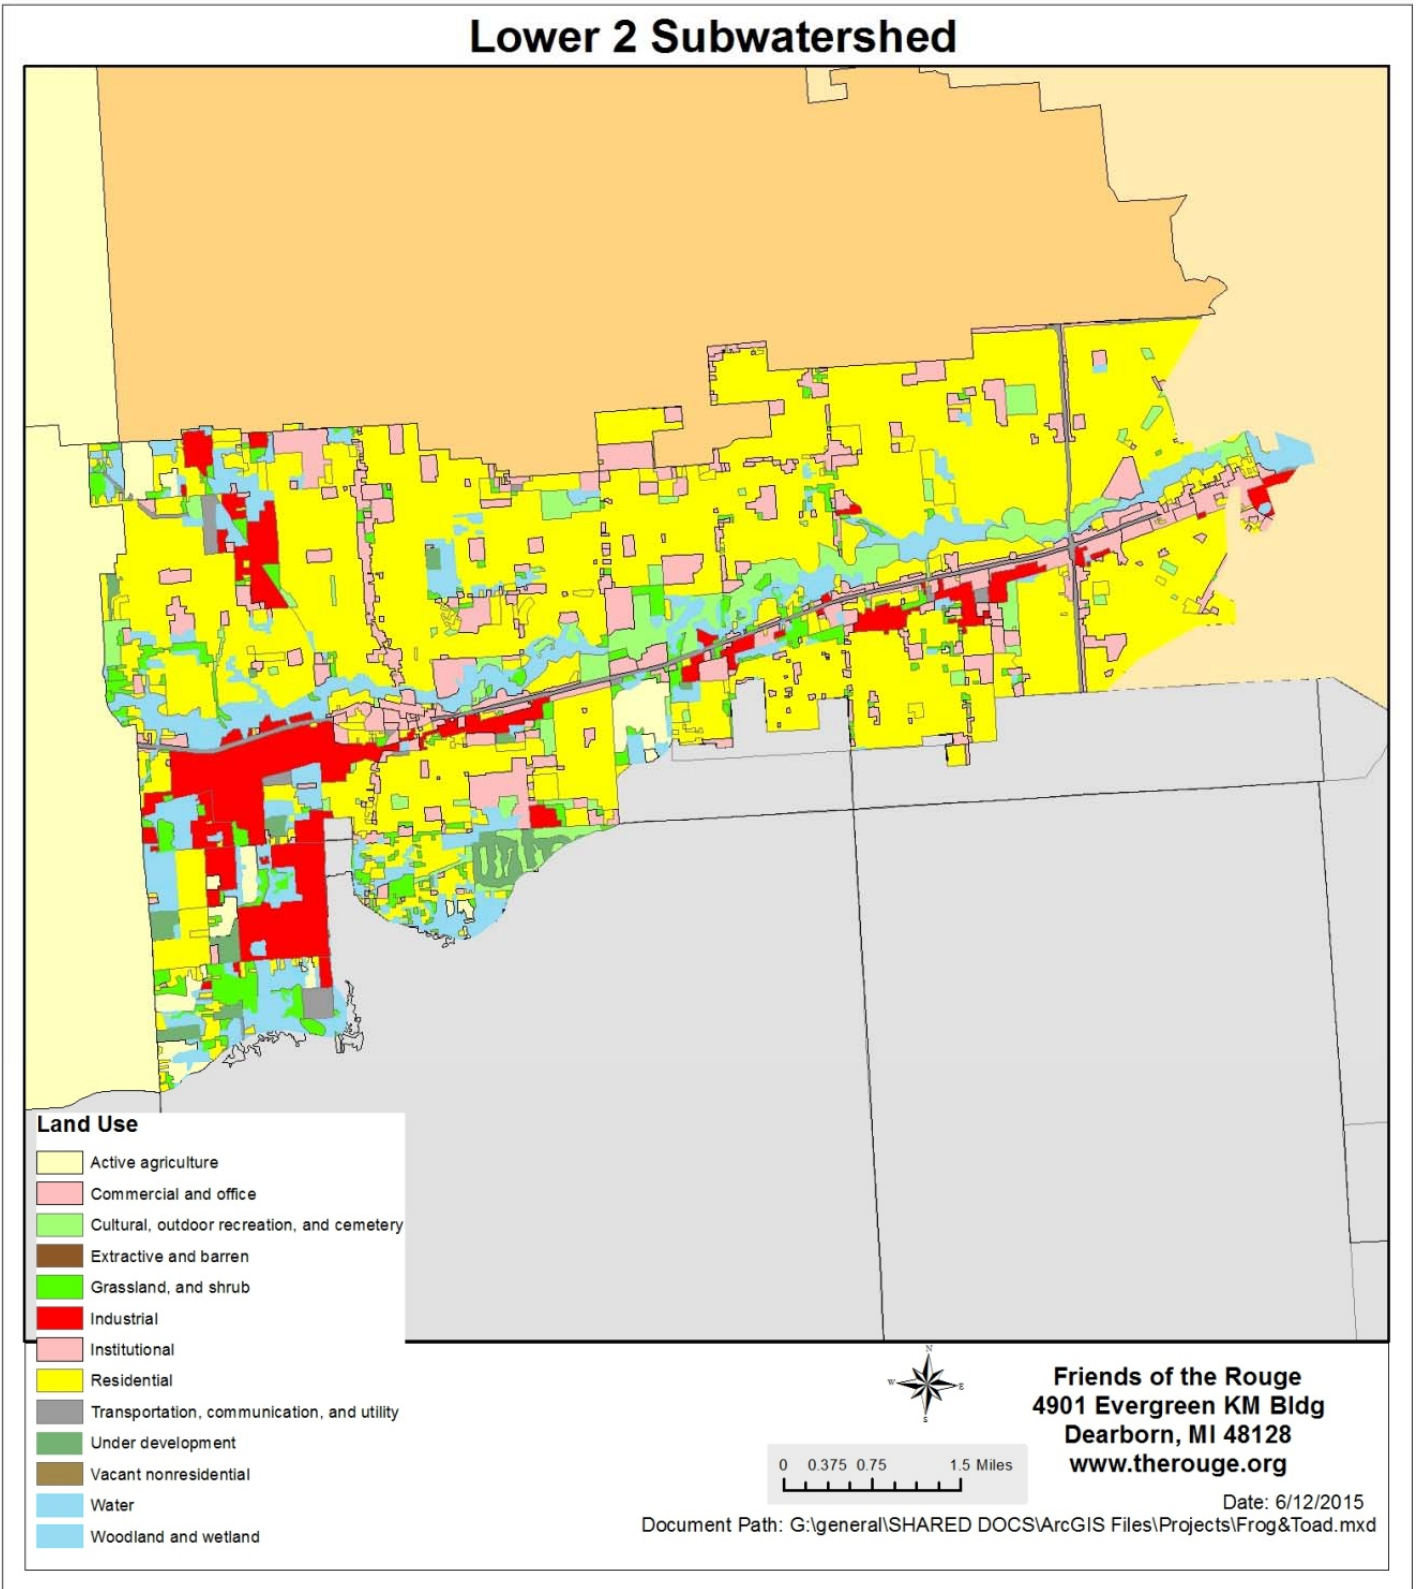 Lower 2 Subwatershed
Land Use
Active agriculture
Commercial and office
Cultural, outdoor recreation, and cemetery
Extractive and barren
Grassland, and shrub
Industrial
Institutional
Residential
Transportation, communication, and utility
Under development
Vacant nonresidential
Water
Woodland and wetland
N
W E
S
0 0.375 0.75 1.5 Miles
Friends of the Rouge
4901 Evergreen KM Bldg
Dearborn, MI 48128
www.therouge.org
Date: 6/12/2015
Document Path: G:\general\SHARED DOCS\ArcGIS Files\Projects\Frog&Toad.mxd